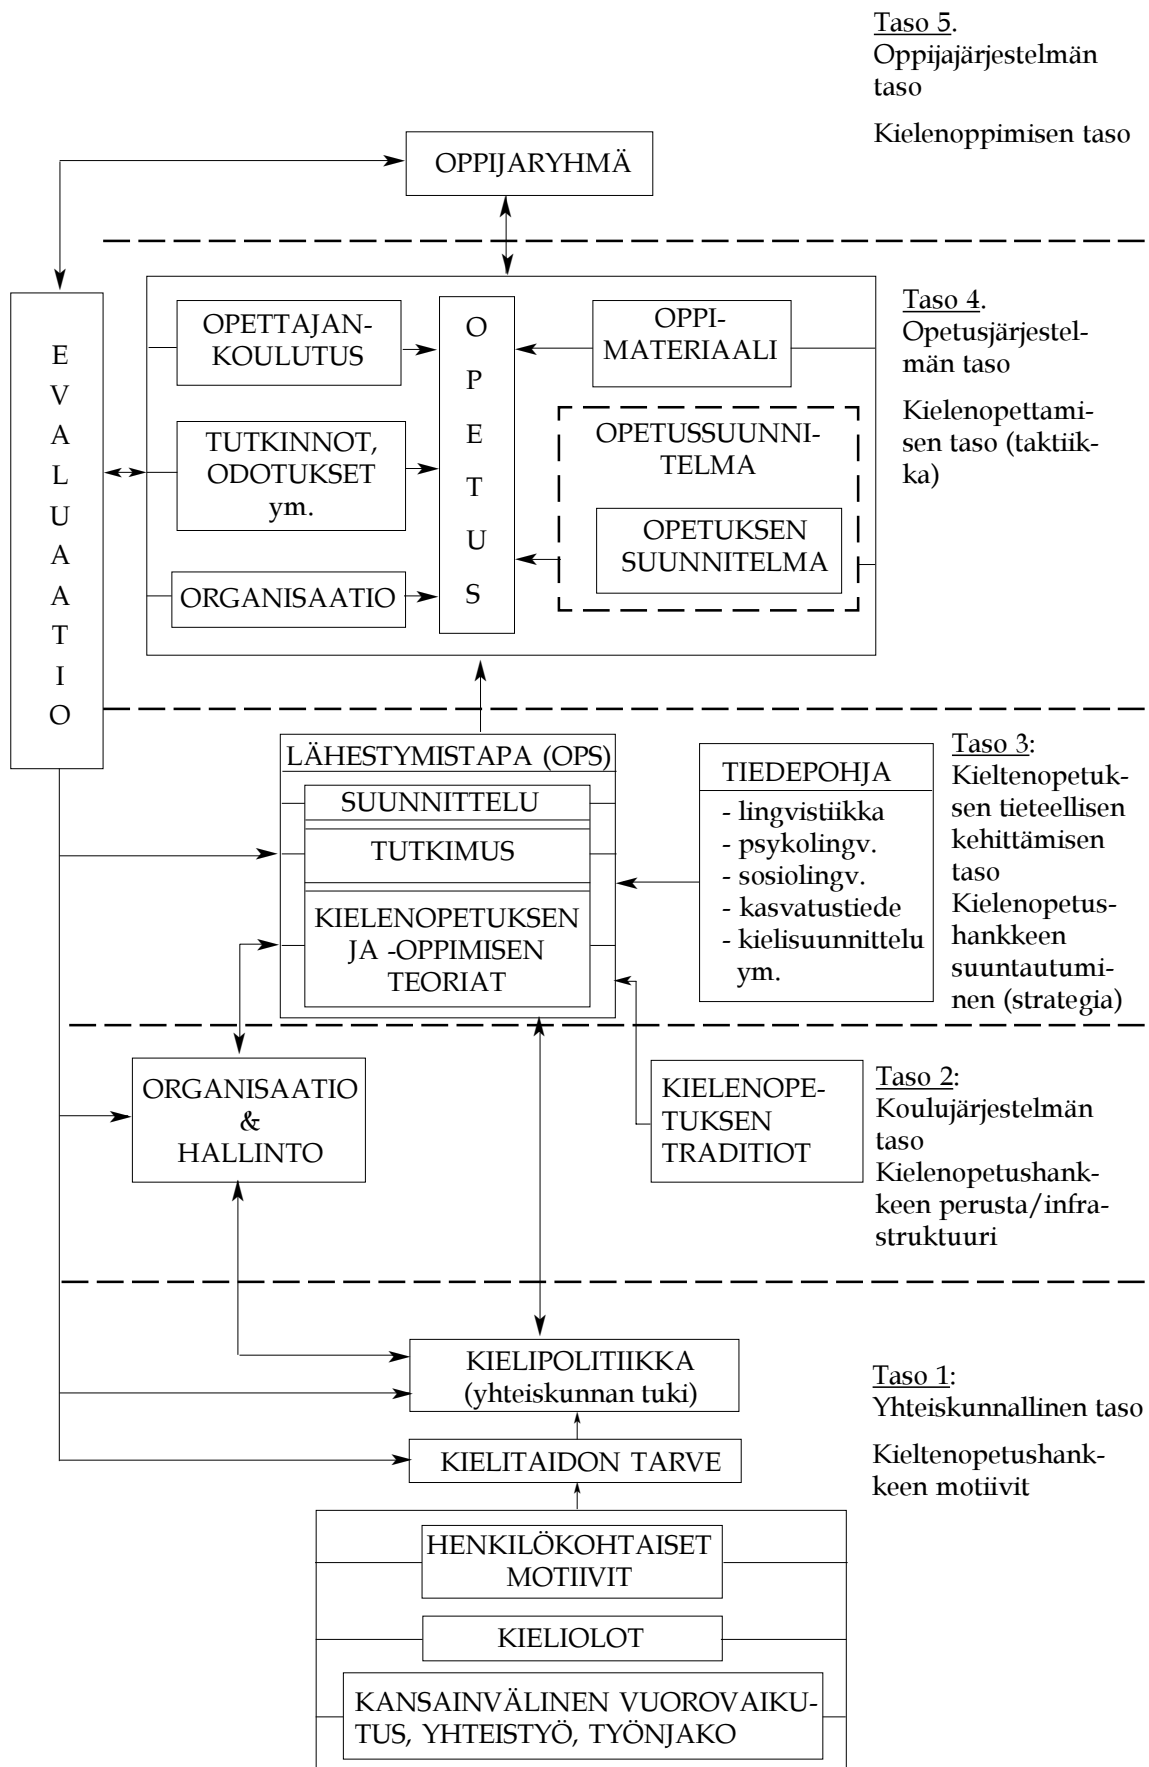 Taso 5.
Oppijajärjestelmän
taso
Kielenoppimisen taso
OPPIJARYHMÄ
E
V
A
L
U
A
A
T
I
O
OPETTAJAN-
KOULUTUS
TUTKINNOT,
ODOTUKSET
ym.
ORGANISAATIO
O
P
E
T
U
S
OPPI-
MATERIAALI
OPETUSSUUNNI-
TELMA
OPETUKSEN
SUUNNITELMA
Taso 4.
Opetusjärjestel-
män taso
Kielenopettami-
sen taso (taktiik-
ka)
LÄHESTYMISTAPA (OPS)
SUUNNITTELU
TUTKIMUS
KIELENOPETUKSEN
JA -OPPIMISEN
TEORIAT
TIEDEPOHJA
- lingvistiikka
- psykolingv.
- sosiolingv.
- kasvatustiede
- kielisuunnittelu
ym.
Taso 3:
Kieltenopetuk-
sen tieteellisen
kehittämisen
taso
Kielenopetus-
hankkeen
suuntautumi-
nen (strategia)
ORGANISAATIO
&
HALLINTO
KIELENOPE-
TUKSEN
TRADITIOT
Taso 2:
Koulujärjestelmän
taso
Kielenopetushank-
keen perusta/infra-
struktuuri
KIELIPOLITIIKKA
(yhteiskunnan tuki)
KIELITAIDON TARVE
Taso 1:
Yhteiskunnallinen taso
Kieltenopetushank-
keen motiivit
HENKILÖKOHTAISET
MOTIIVIT
KIELIOLOT
KANSAINVÄLINEN VUOROVAIKU-
TUS, YHTEISTYÖ, TYÖNJAKO